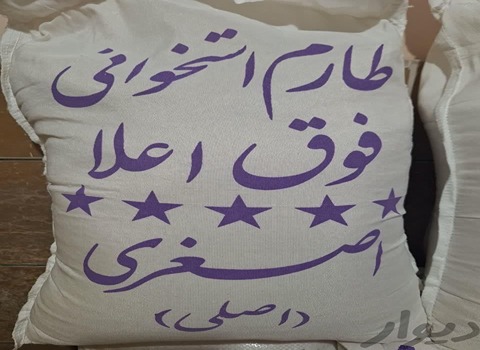 طارم استخوانی
فوق اعلا
اصغری
(اصلی)
دیوار